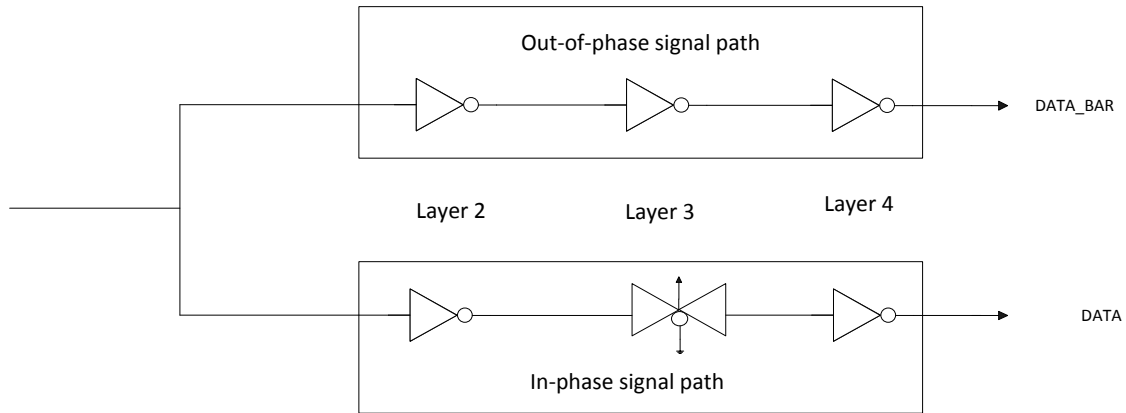 Out-of-phase signal path
DATA_BAR
Layer 2
Layer 3
Layer 4
DATA
In-phase signal path